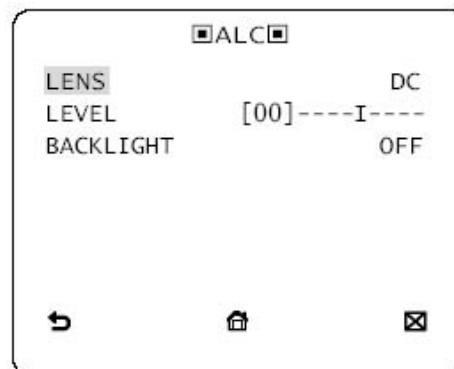 ▣ALC▣
LENS DC
LEVEL [00]----I----
BACKLIGHT OFF